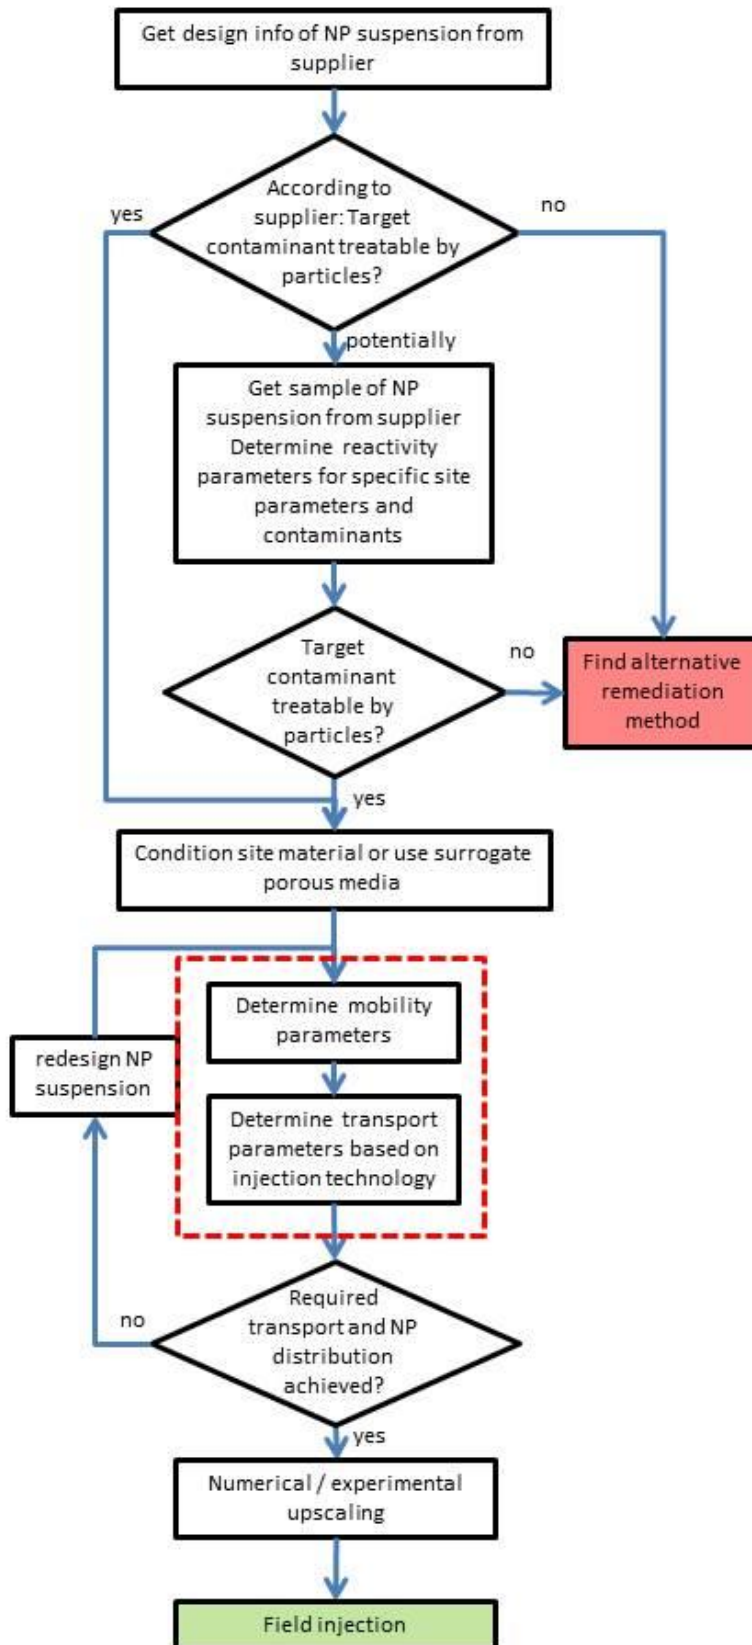 Get design info of NP suspension from
supplier
According to
supplier: Target
contaminant treatable by
particles?
yes
no
potentially
Get sample of NP
suspension from supplier
Determine reactivity
parameters for specific site
parameters and
contaminants
Target
contaminant
treatable by
particles?
no
Find alternative
remediation
method
yes
Condition site material or use surrogate
porous media
Determine mobility
parameters
redesign NP
suspension
Determine transport
parameters based on
injection technology
Required
transport and NP
distribution
achieved?
no
yes
Numerical / experimental
upscaling
Field injection